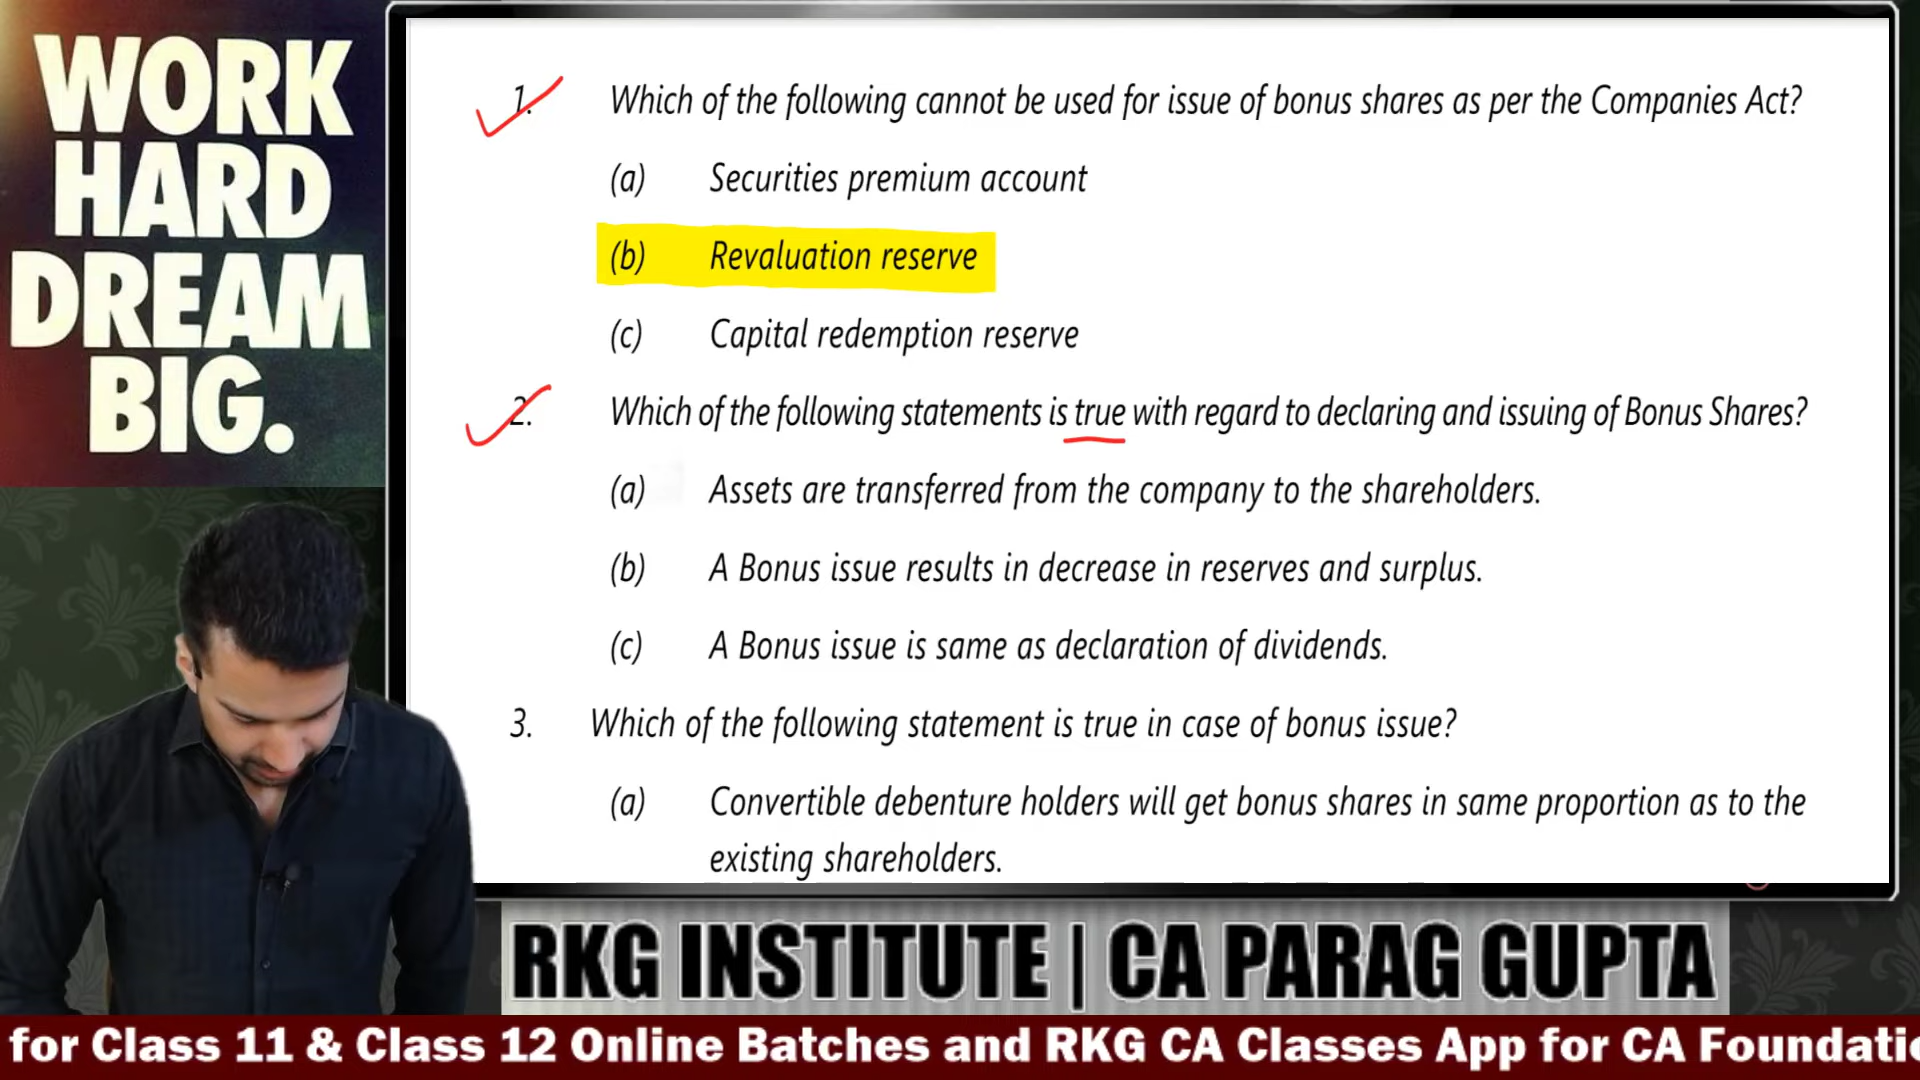 WORK
HARD
DREAM
BIG.
1. Which of the following cannot be used for issue of bonus shares as per the Companies Act?
(a) Securities premium account
(b) Revaluation reserve
(c) Capital redemption reserve
2. Which of the following statements is true with regard to declaring and issuing of Bonus Shares?
(a) Assets are transferred from the company to the shareholders.
(b) A Bonus issue results in decrease in reserves and surplus.
(c) A Bonus issue is same as declaration of dividends.
3. Which of the following statement is true in case of bonus issue?
(a) Convertible debenture holders will get bonus shares in same proportion as to the
existing shareholders.
RKG INSTITUTE | CA PARAG GUPTA
for Class 11 & Class 12 Online Batches and RKG CA Classes App for CA Foundatio